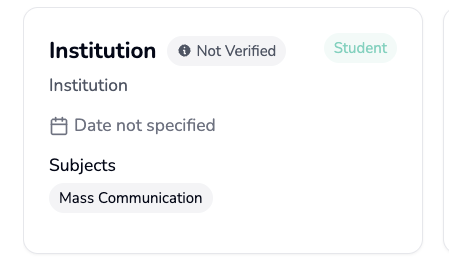 Institution Not Verified Student
Institution
Date not specified
Subjects
Mass Communication